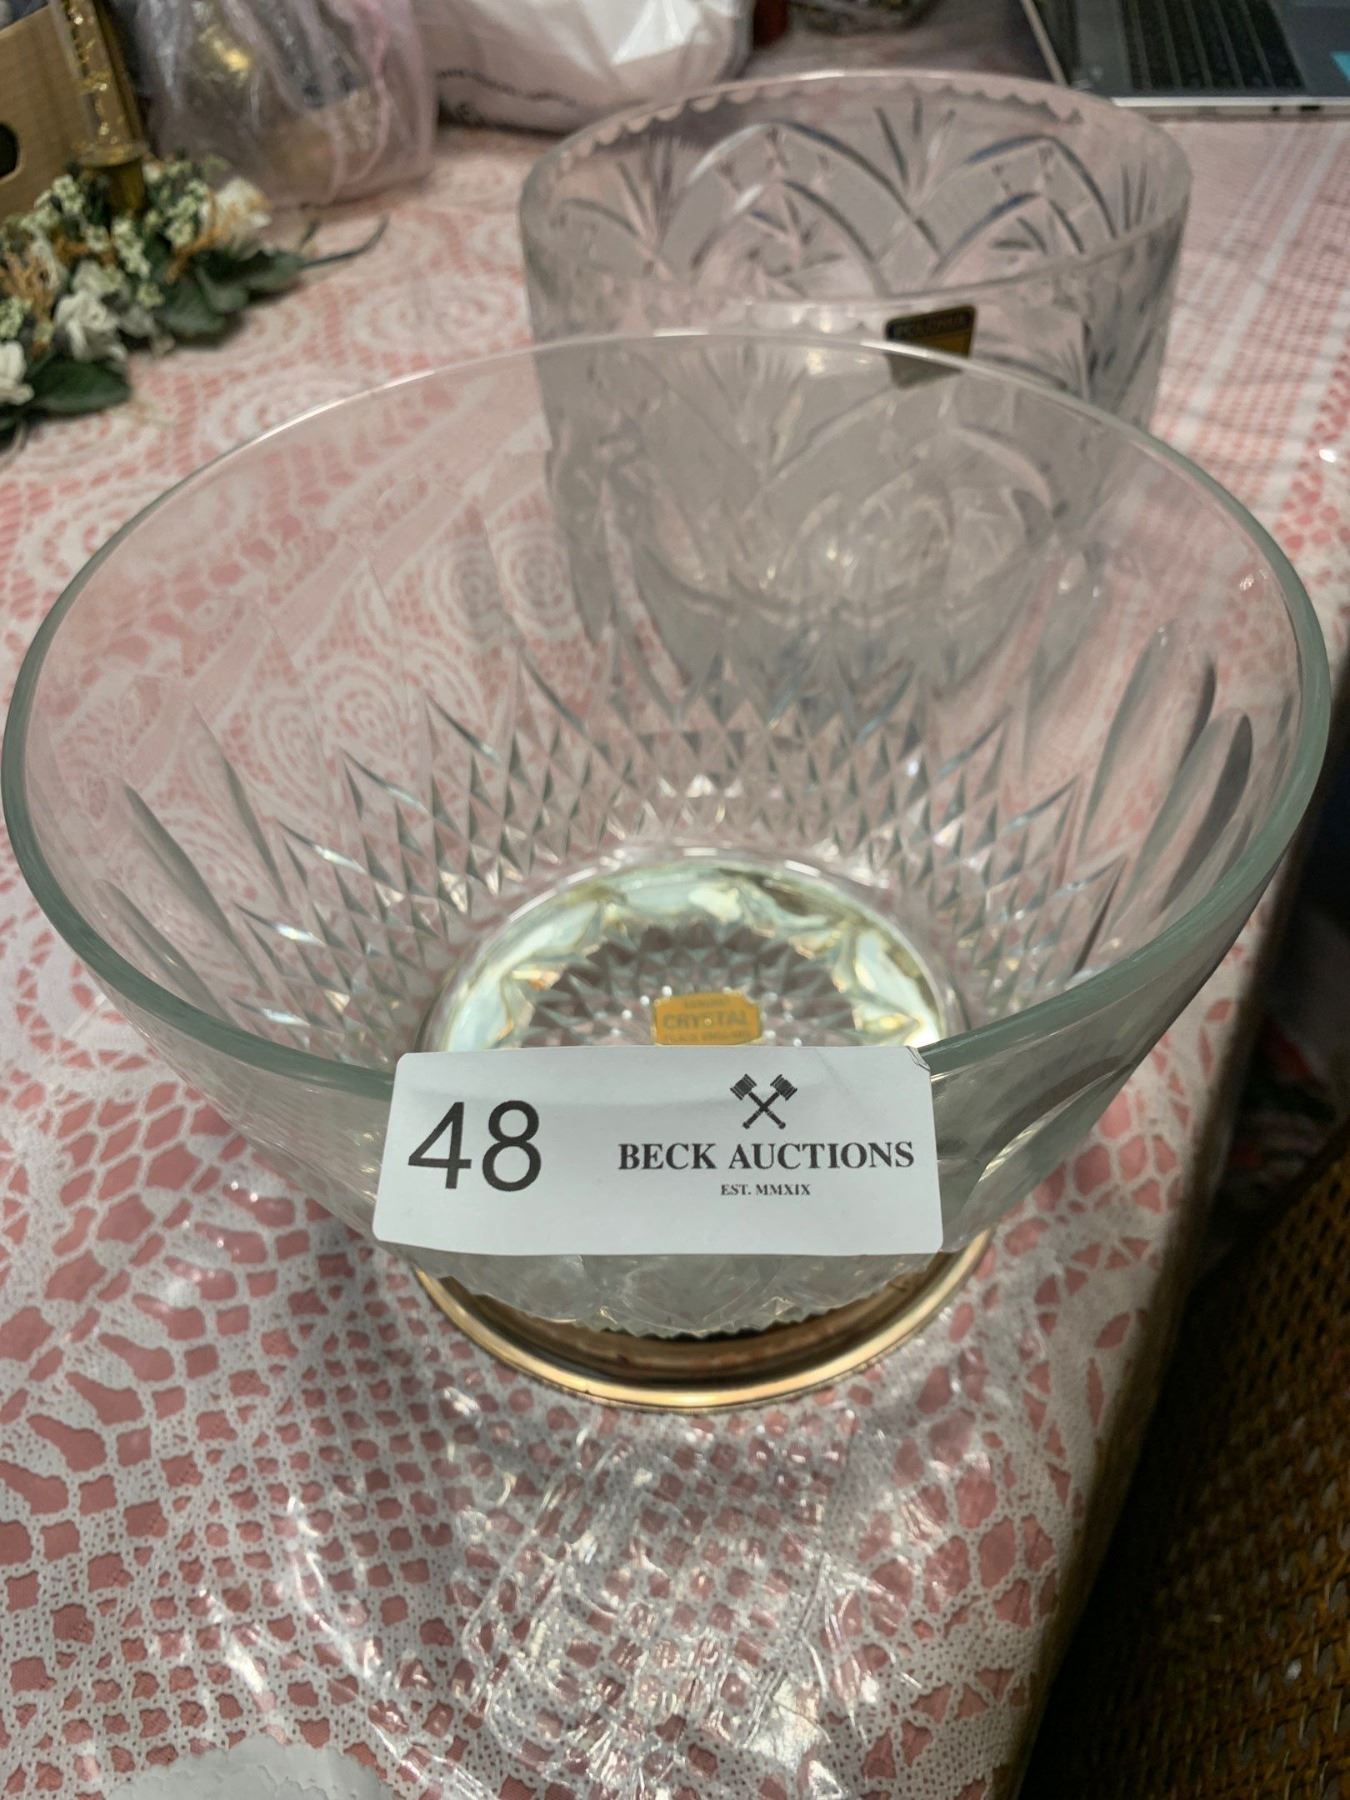 48
BECK AUCTIONS
EST. MMXIX
CRYSTAL